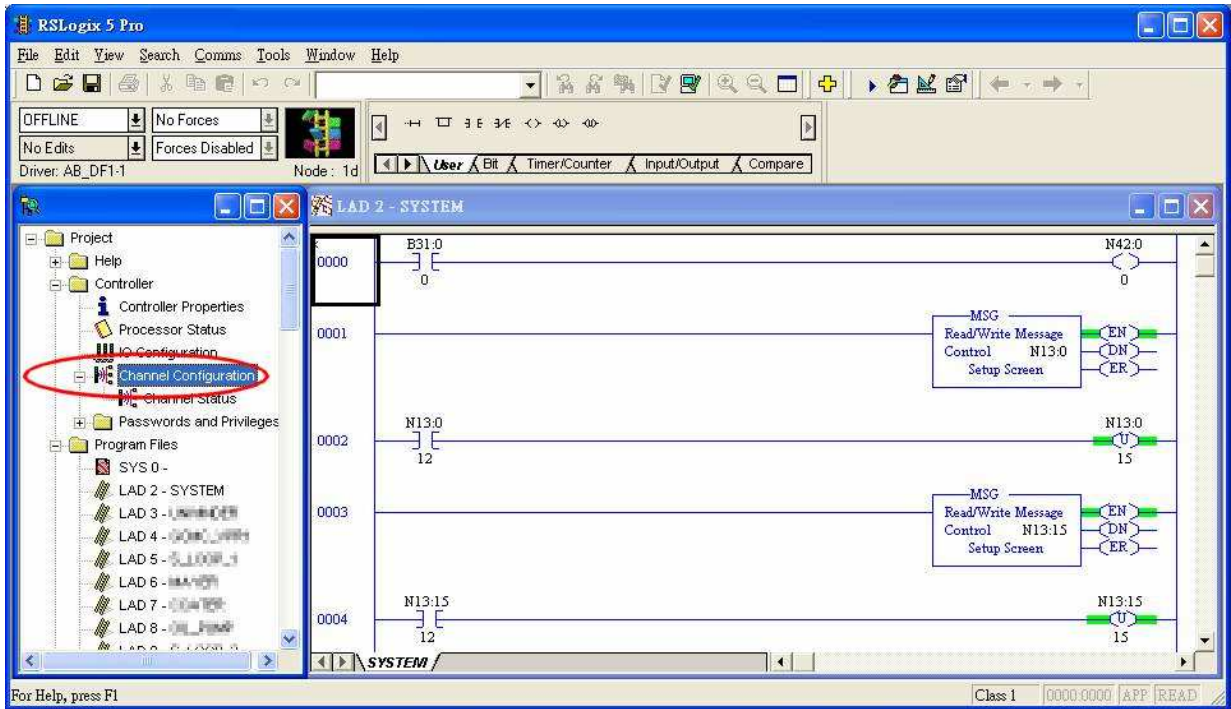 RSLogix 5 Pro
File Edit View Search Comms Tools Window Help
OFFLINE No Forces
No Edits Forces Disabled
Driver: AB_DF1-1 Node: 1d
User Bit Timer/Counter Input/Output Compare
Project
Help
Controller
Controller Properties
Processor Status
IO Configuration
Channel Configuration
Channel Status
Passwords and Privileges
Program Files
SYS 0 -
LAD 2 - SYSTEM
LAD 3 -
LAD 4 -
LAD 5 -
LAD 6 -
LAD 7 -
LAD 8 -
LAD 2 - SYSTEM
0000
B31:0
0
N42:0
0
0001
MSG
Read/Write Message
Control N13:0
Setup Screen
EN
DN
ER
0002
N13:0
12
N13:0
U
15
0003
MSG
Read/Write Message
Control N13:15
Setup Screen
EN
DN
ER
0004
N13:15
12
N13:15
U
15
SYSTEM
For Help, press F1
Class 1 0000:0000 APP READ